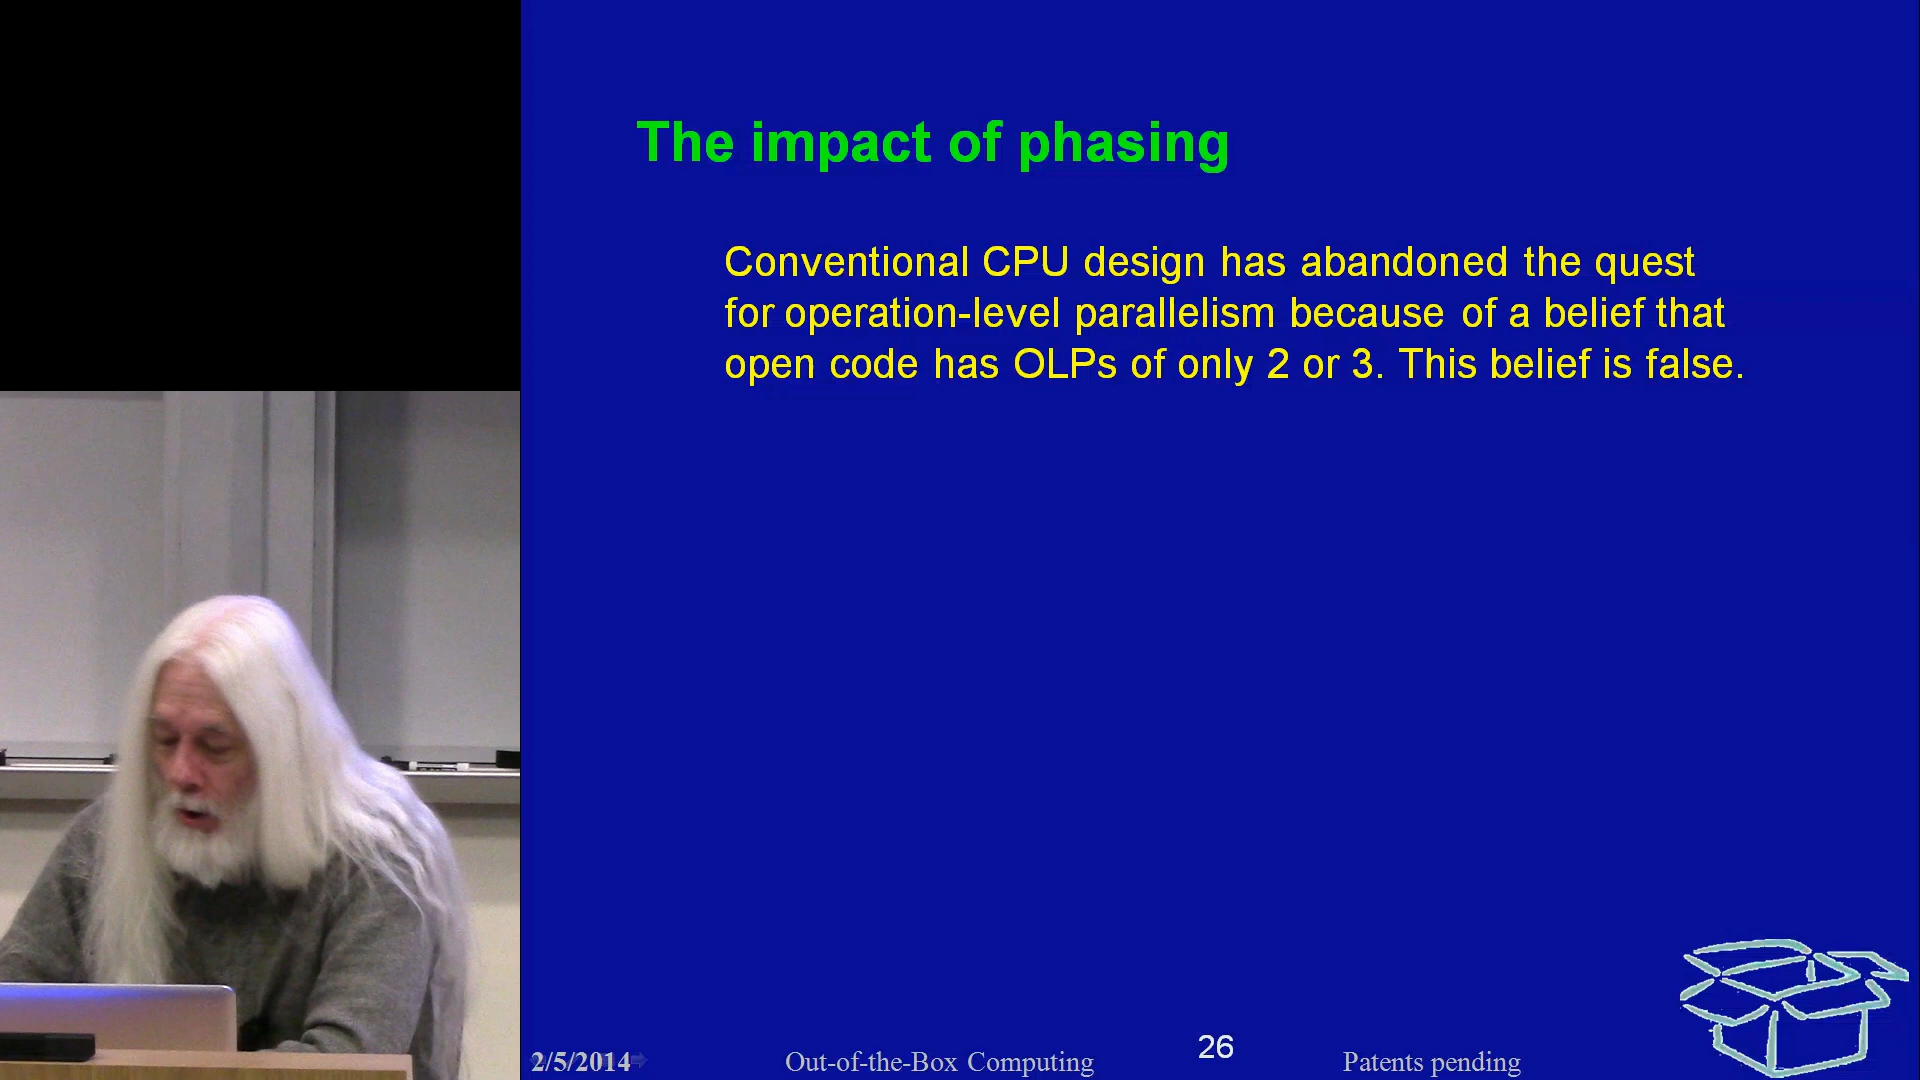 The impact of phasing
Conventional CPU design has abandoned the quest
for operation-level parallelism because of a belief that
open code has OLPs of only 2 or 3. This belief is false.
2/5/2014
Out-of-the-Box Computing
26
Patents pending